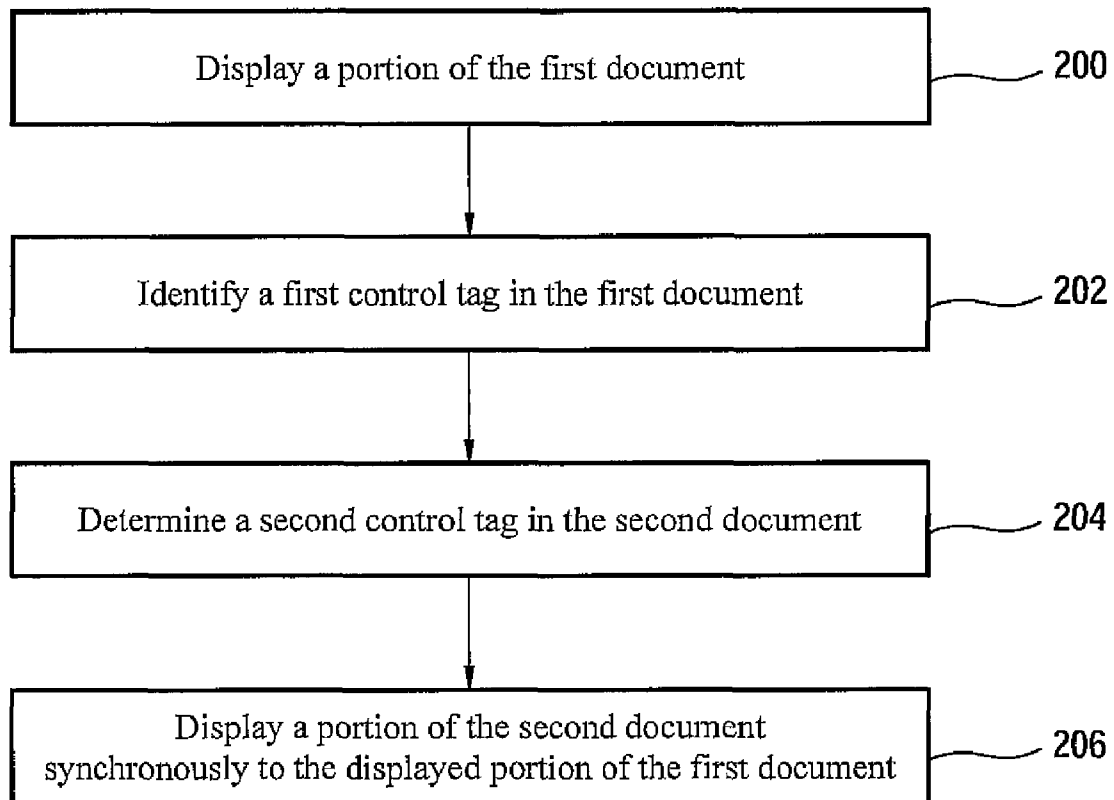 Display a portion of the first document
200
Identify a first control tag in the first document
202
Determine a second control tag in the second document
204
Display a portion of the second document
synchronously to the displayed portion of the first document
206